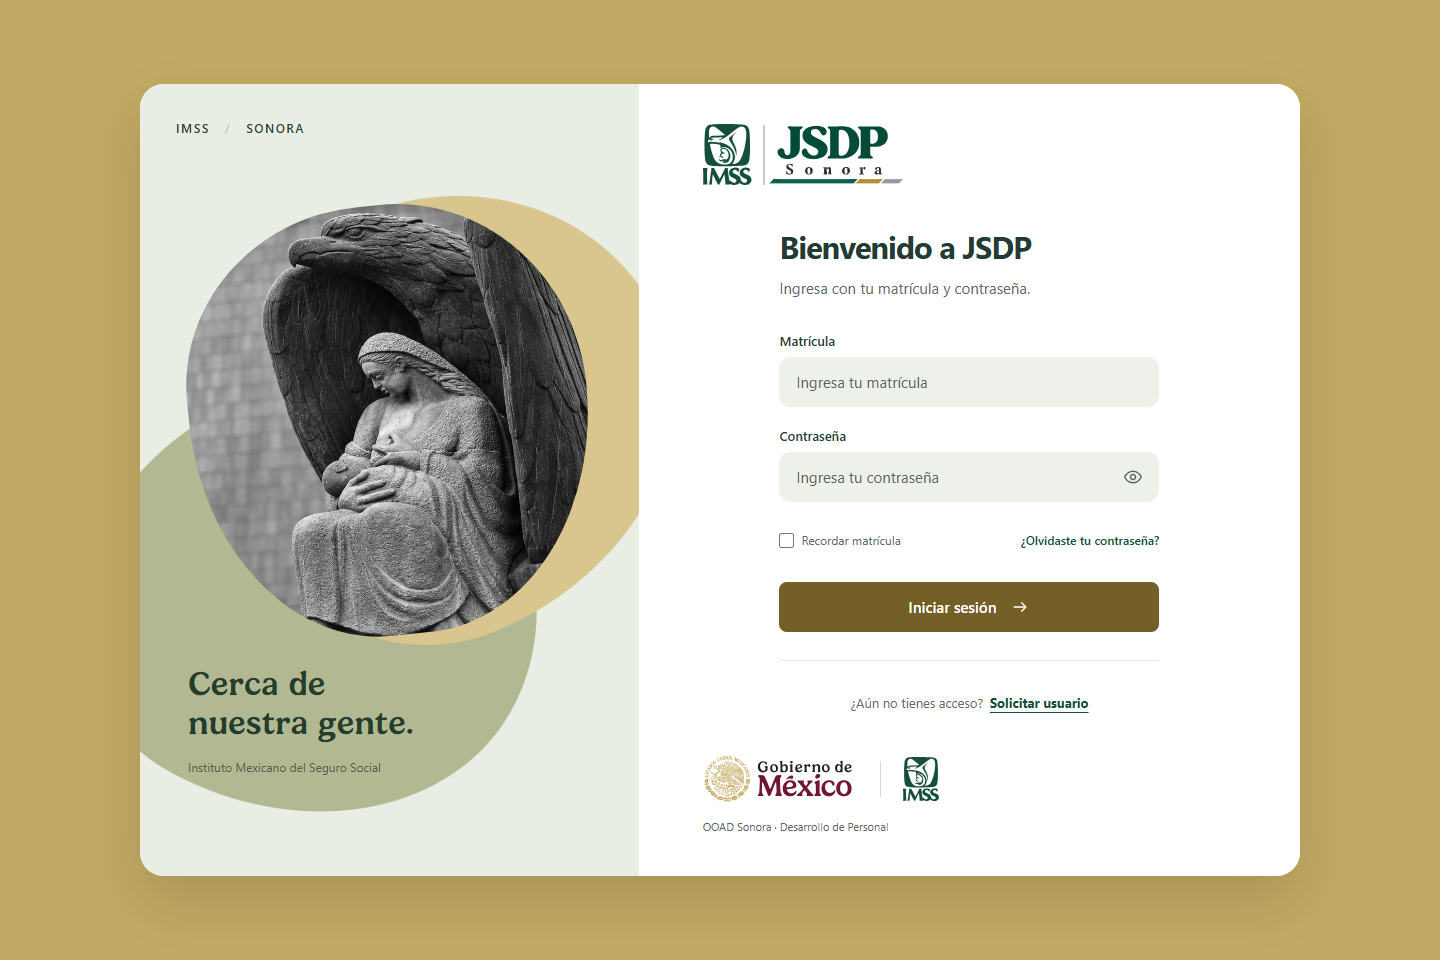 IMSS / SONORA
Cerca de
nuestra gente.
Instituto Mexicano del Seguro Social
IMSS
JSDP
Sonora
Bienvenido a JSDP
Ingresa con tu matrícula y contraseña.
Matrícula
Ingresa tu matrícula
Contraseña
Ingresa tu contraseña
Recordar matrícula
¿Olvidaste tu contraseña?
Iniciar sesión →
¿Aún no tienes acceso? Solicitar usuario
Gobierno de
México
IMSS
OOAD Sonora · Desarrollo de Personal